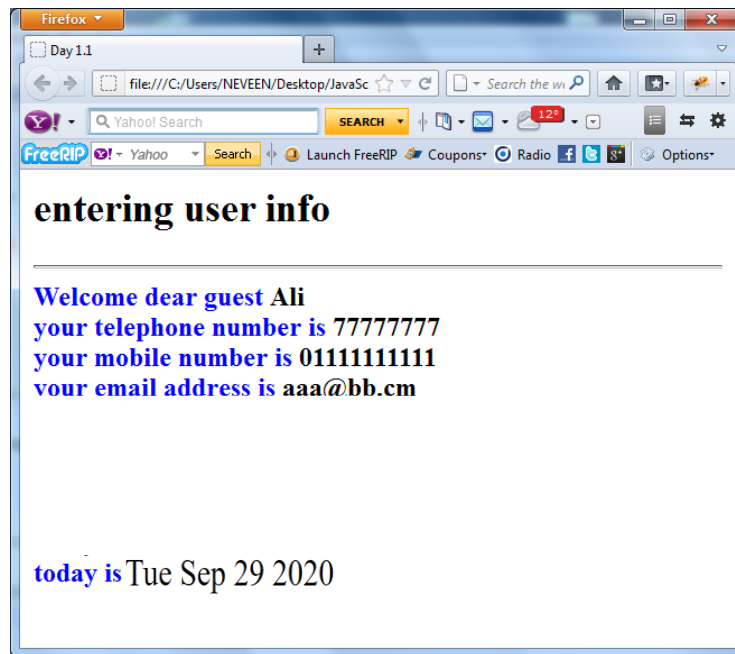 Firefox
Day 1.1
file:///C:/Users/NEVEEN/Desktop/JavaSc
Search the w
Y!
Yahoo! Search
SEARCH
12°
FreeRIP
Y!
Yahoo
Search
Launch FreeRIP
Coupons
Radio
Options
entering user info
Welcome dear guest Ali
your telephone number is 77777777
your mobile number is 01111111111
your email address is aaa@bb.cm
today is Tue Sep 29 2020